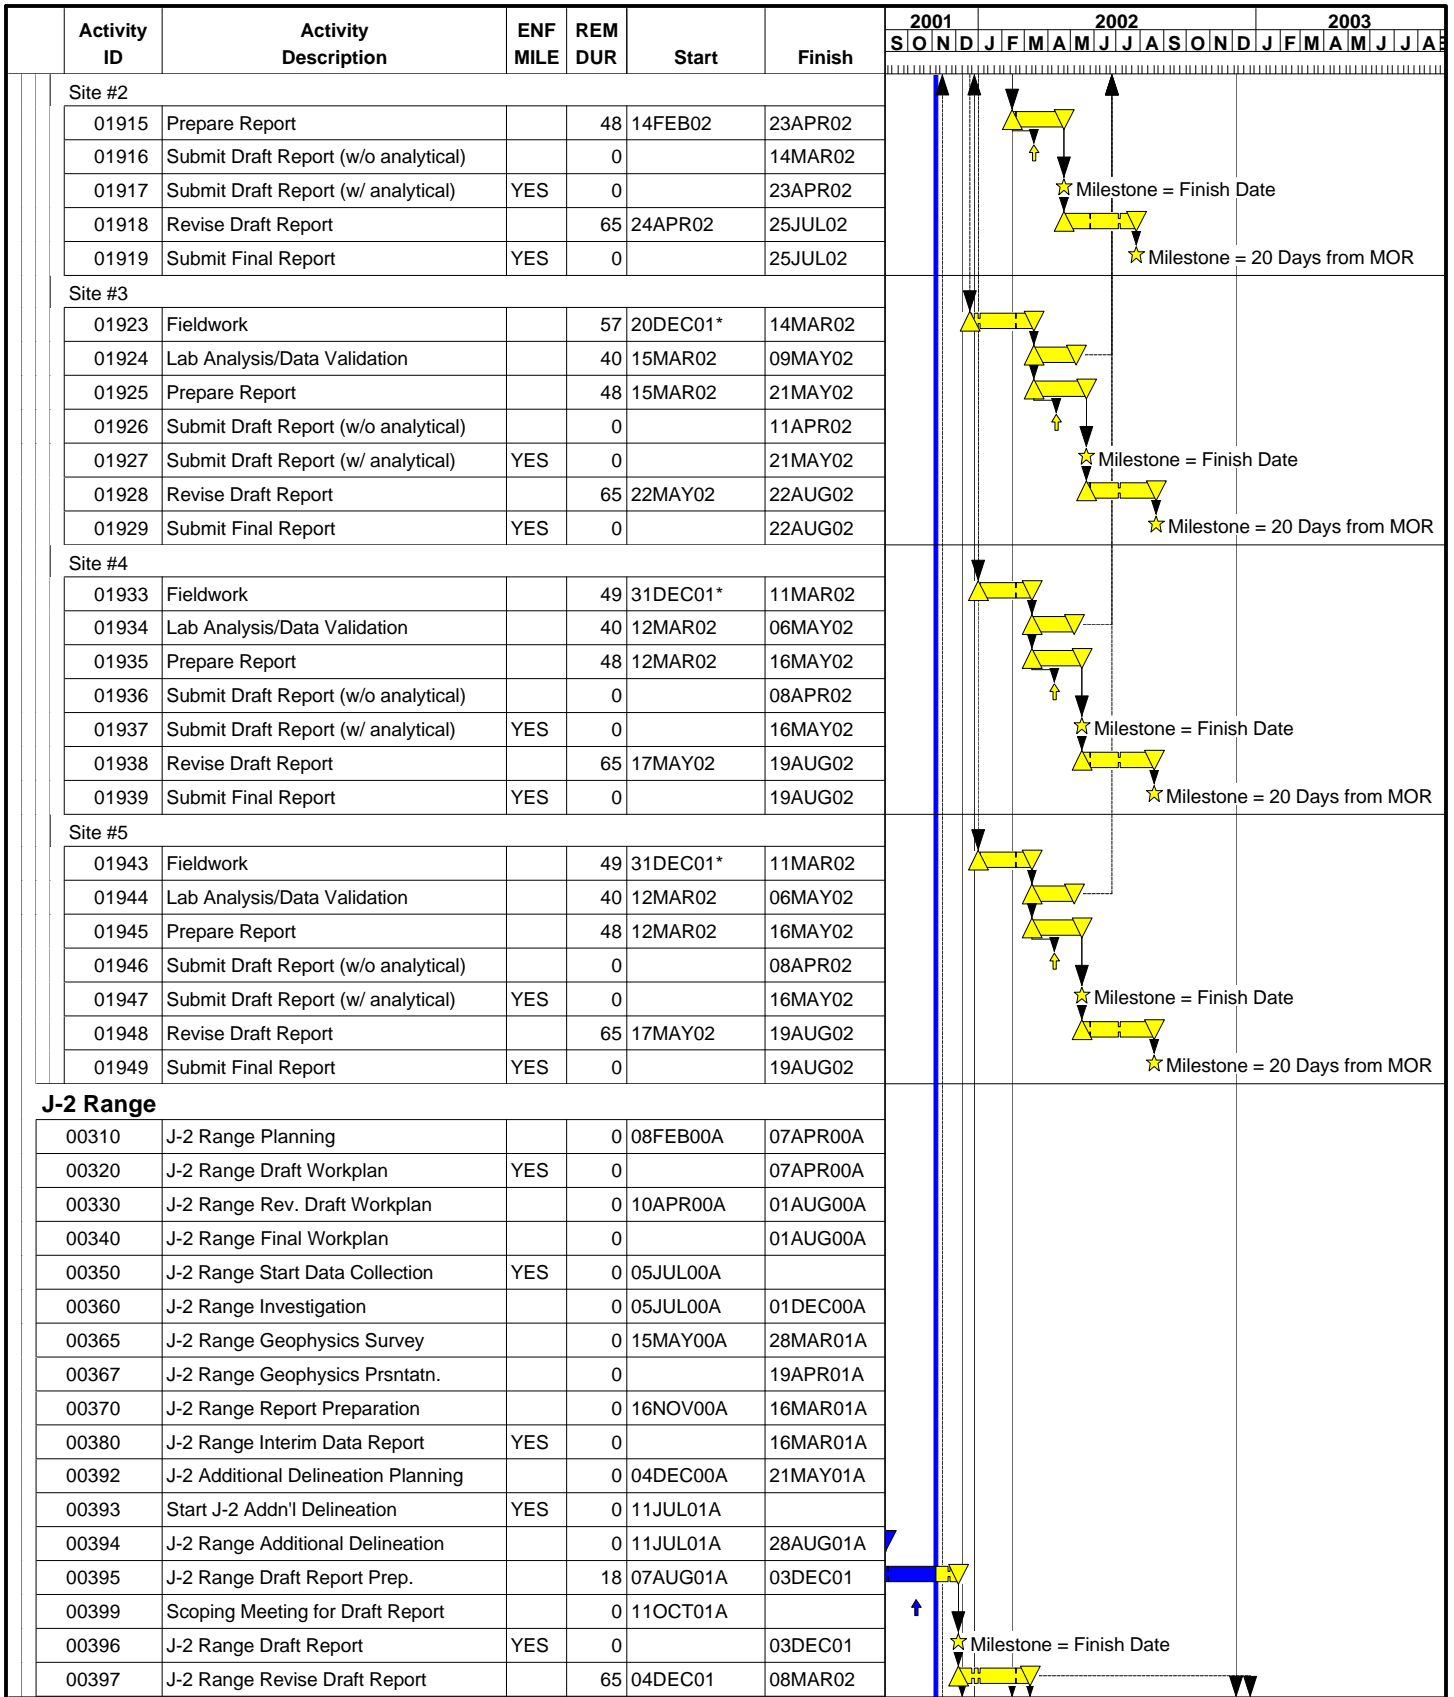 Activity ID Activity Description ENF MILE REM DUR Start Finish 2001 2002 2003
S O N D J F M A M J J A S O N D J F M A M J J A
Site #2
01915 Prepare Report 48 14FEB02 23APR02
01916 Submit Draft Report (w/o analytical) 0 14MAR02
01917 Submit Draft Report (w/ analytical) YES 0 23APR02 Milestone = Finish Date
01918 Revise Draft Report 65 24APR02 25JUL02
01919 Submit Final Report YES 0 25JUL02 Milestone = 20 Days from MOR
Site #3
01923 Fieldwork 57 20DEC01* 14MAR02
01924 Lab Analysis/Data Validation 40 15MAR02 09MAY02
01925 Prepare Report 48 15MAR02 21MAY02
01926 Submit Draft Report (w/o analytical) 0 11APR02
01927 Submit Draft Report (w/ analytical) YES 0 21MAY02 Milestone = Finish Date
01928 Revise Draft Report 65 22MAY02 22AUG02
01929 Submit Final Report YES 0 22AUG02 Milestone = 20 Days from MOR
Site #4
01933 Fieldwork 49 31DEC01* 11MAR02
01934 Lab Analysis/Data Validation 40 12MAR02 06MAY02
01935 Prepare Report 48 12MAR02 16MAY02
01936 Submit Draft Report (w/o analytical) 0 08APR02
01937 Submit Draft Report (w/ analytical) YES 0 16MAY02 Milestone = Finish Date
01938 Revise Draft Report 65 17MAY02 19AUG02
01939 Submit Final Report YES 0 19AUG02 Milestone = 20 Days from MOR
Site #5
01943 Fieldwork 49 31DEC01* 11MAR02
01944 Lab Analysis/Data Validation 40 12MAR02 06MAY02
01945 Prepare Report 48 12MAR02 16MAY02
01946 Submit Draft Report (w/o analytical) 0 08APR02
01947 Submit Draft Report (w/ analytical) YES 0 16MAY02 Milestone = Finish Date
01948 Revise Draft Report 65 17MAY02 19AUG02
01949 Submit Final Report YES 0 19AUG02 Milestone = 20 Days from MOR
J-2 Range
00310 J-2 Range Planning 0 08FEB00A 07APR00A
00320 J-2 Range Draft Workplan YES 0 07APR00A
00330 J-2 Range Rev. Draft Workplan 0 10APR00A 01AUG00A
00340 J-2 Range Final Workplan 0 01AUG00A
00350 J-2 Range Start Data Collection YES 0 05JUL00A
00360 J-2 Range Investigation 0 05JUL00A 01DEC00A
00365 J-2 Range Geophysics Survey 0 15MAY00A 28MAR01A
00367 J-2 Range Geophysics Prsntatn. 0 19APR01A
00370 J-2 Range Report Preparation 0 16NOV00A 16MAR01A
00380 J-2 Range Interim Data Report YES 0 16MAR01A
00392 J-2 Additional Delineation Planning 0 04DEC00A 21MAY01A
00393 Start J-2 Addn'l Delineation YES 0 11JUL01A
00394 J-2 Range Additional Delineation 0 11JUL01A 28AUG01A
00395 J-2 Range Draft Report Prep. 18 07AUG01A 03DEC01
00399 Scoping Meeting for Draft Report 0 11OCT01A
00396 J-2 Range Draft Report YES 0 03DEC01 Milestone = Finish Date
00397 J-2 Range Revise Draft Report 65 04DEC01 08MAR02